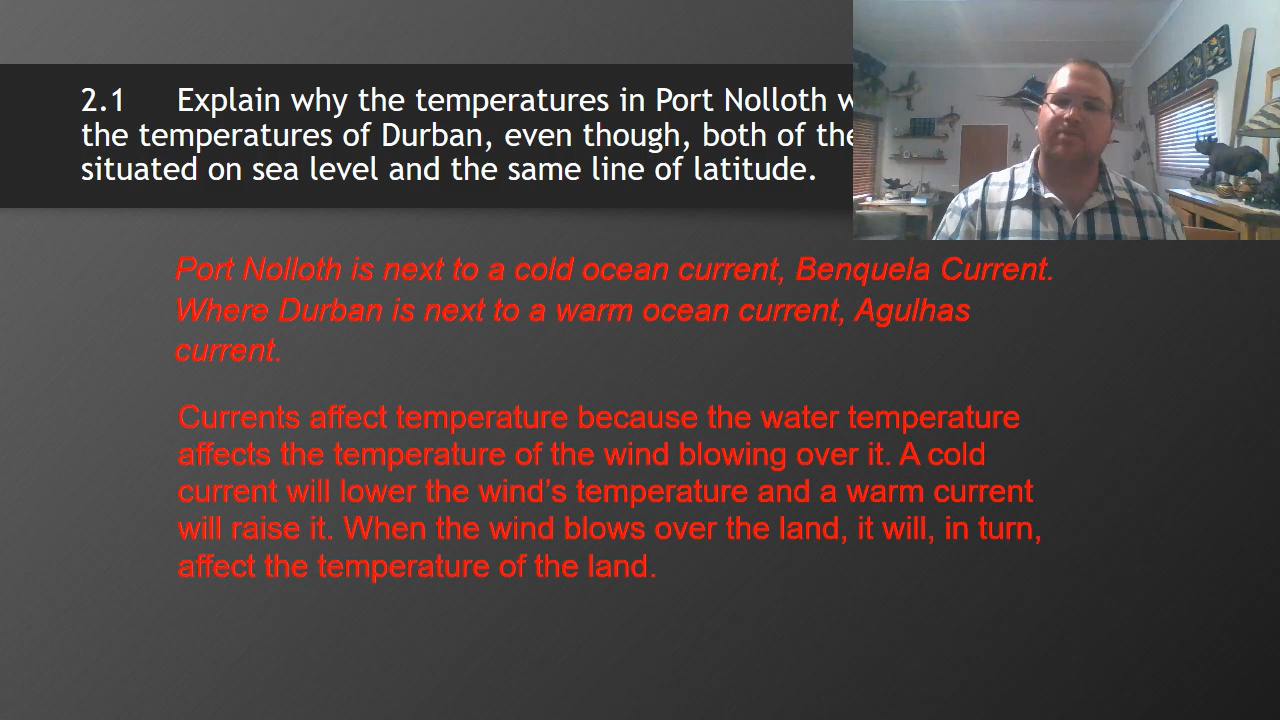 2.1 Explain why the temperatures in Port Nolloth
the temperatures of Durban, even though, both of
situated on sea level and the same line of latitude.
Port Nolloth is next to a cold ocean current, Benquela Current.
Where Durban is next to a warm ocean current, Agulhas
current.
Currents affect temperature because the water temperature
affects the temperature of the wind blowing over it. A cold
current will lower the wind’s temperature and a warm current
will raise it. When the wind blows over the land, it will, in turn,
affect the temperature of the land.